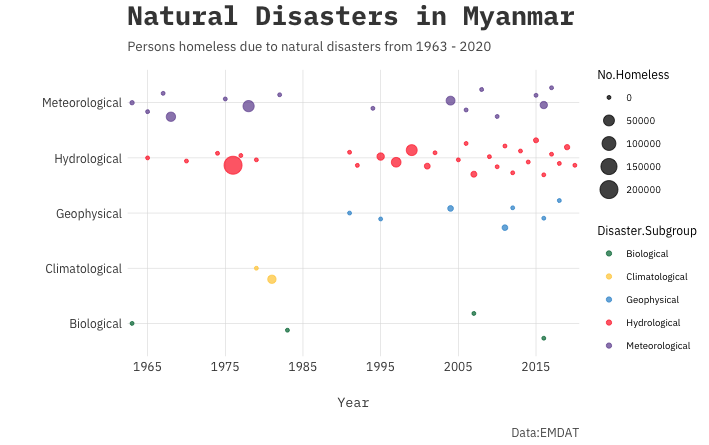 Natural Disasters in Myanmar
Persons homeless due to natural disasters from 1963 - 2020
Meteorological
Hydrological
Geophysical
Climatological
Biological
1965 1975 1985 1995 2005 2015
Year
Data:EMDAT
No.Homeless
0
50000
100000
150000
200000
Disaster.Subgroup
Biological
Climatological
Geophysical
Hydrological
Meteorological